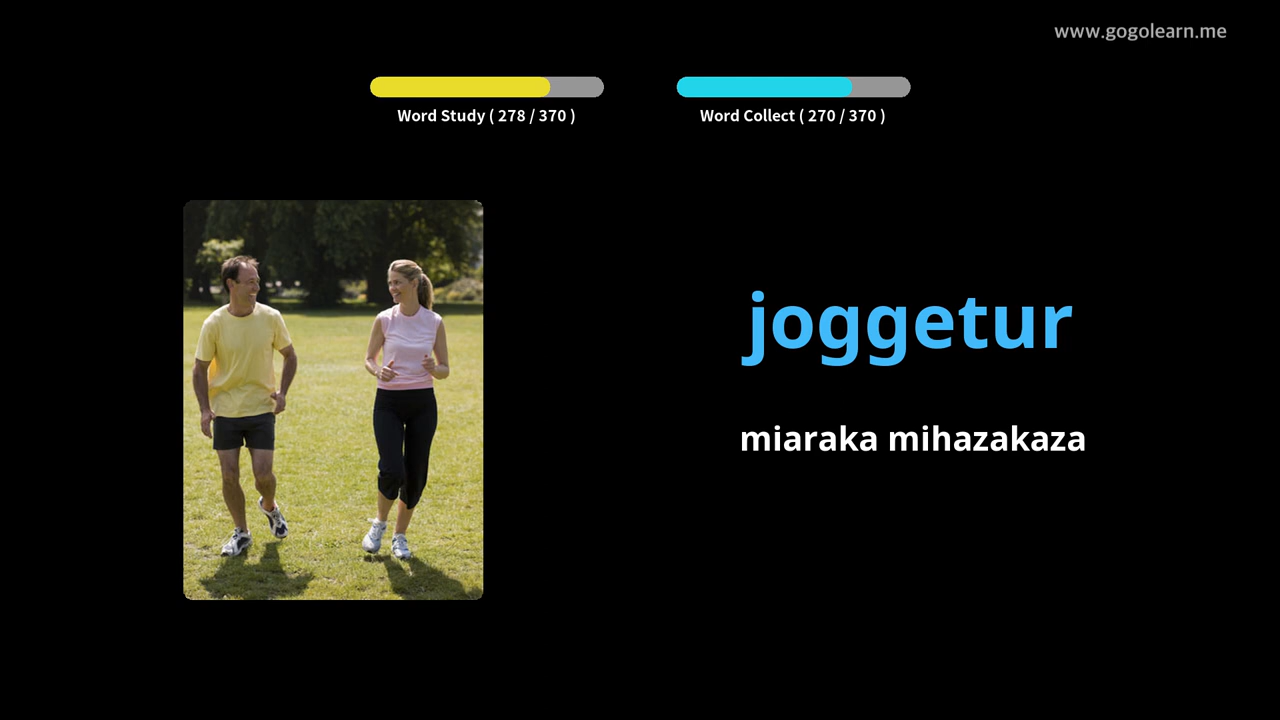 www.gogolearn.me
Word Study ( 278 / 370 )
Word Collect ( 270 / 370 )
joggetur
miaraka mihazakaza